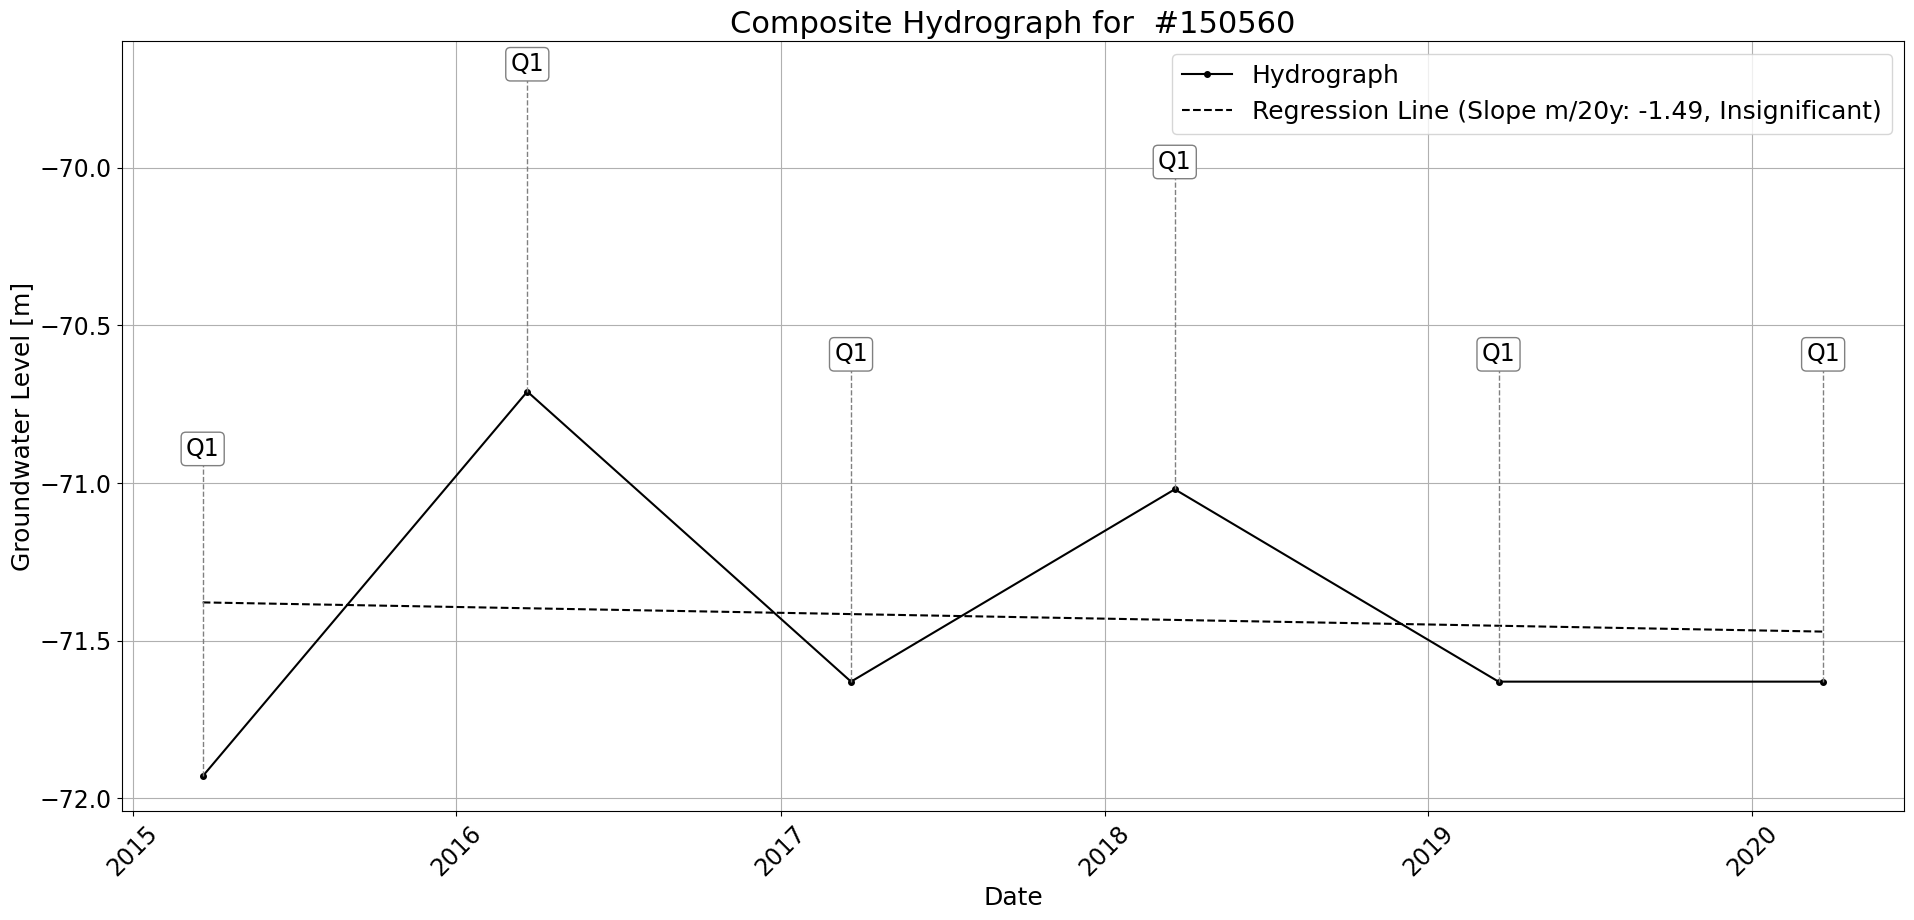 Composite Hydrograph for  #150560
Hydrograph
Regression Line (Slope m/20y: -1.49, Insignificant)
Q1
Q1
Q1
Q1
Q1
Q1
Groundwater Level [m]
−70.0
−70.5
−71.0
−71.5
−72.0
2015
2016
2017
2018
2019
2020
Date